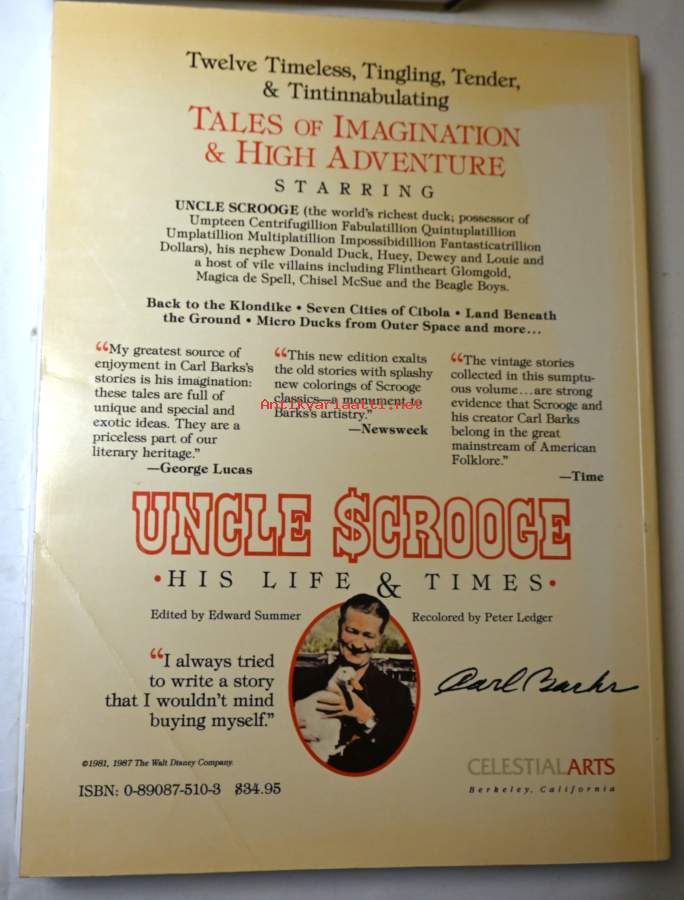 Twelve Timeless, Tingling, Tender,
& Tintinnabulating
TALES OF IMAGINATION
& HIGH ADVENTURE
STARRING
UNCLE SCROOGE (the world's richest duck; possessor of
Umpteen Centrifugillion Fabulatillion Quintuplatillion
Umplatillion Multiplatillion Impossibidillion Fantasticatrillion
Dollars), his nephew Donald Duck, Huey, Dewey and Louie and
a host of vile villains including Flintheart Glomgold,
Magica de Spell, Chisel McSue and the Beagle Boys.
Back to the Klondike • Seven Cities of Cibola • Land Beneath
the Ground • Micro Ducks from Outer Space and more...
“My greatest source of
enjoyment in Carl Barks's
stories is his imagination:
these tales are full of
unique and special and
exotic ideas. They are a
priceless part of our
literary heritage.”
—George Lucas
“This new edition exalts
the old stories with splashy
new colorings of Scrooge
classics—a monument to
Barks's artistry.”
—Newsweek
Antikvariaatti.net
“The vintage stories
collected in this sumptu-
ous volume...are strong
evidence that Scrooge and
his creator Carl Barks
belong in the great
mainstream of American
Folklore.”
—Time
UNCLE $CROOGE
•HIS LIFE & TIMES•
Edited by Edward Summer
Recolored by Peter Ledger
“I always tried
to write a story
that I wouldn't mind
buying myself.”
Carl Barks
©1981, 1987 The Walt Disney Company.
ISBN: 0-89087-510-3 $34.95
CELESTIALARTS
Berkeley, California